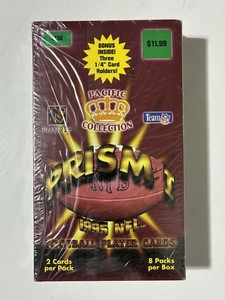 $11.99
BONUS
INSIDE!
Three
1/4" Card
Holders!
PACIFIC
COLLECTION
Team NFL
PRISM
1995 NFL
FOOTBALL PLAYER CARDS
2 Cards
per Pack
8 Packs
per Box